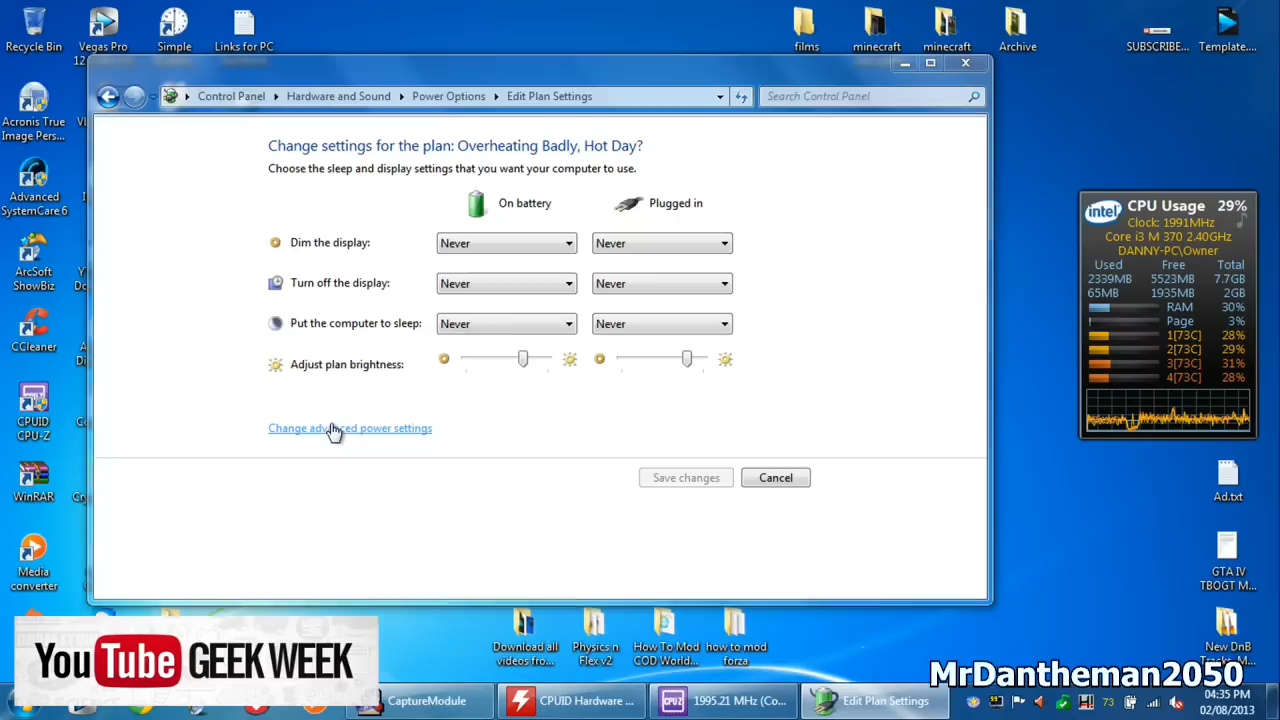 Recycle Bin
Vegas Pro
12
Simple
Links for PC
films
minecraft
minecraft
Archive
SUBSCRIBE...
Template....
Acronis True
Image Pers...
Advanced
SystemCare 6
ArcSoft
ShowBiz
CCleaner
CPUID
CPU-Z
WinRAR
Media
converter
Control Panel
Hardware and Sound
Power Options
Edit Plan Settings
Search Control Panel
Change settings for the plan: Overheating Badly, Hot Day?
Choose the sleep and display settings that you want your computer to use.
On battery
Plugged in
Dim the display:
Never
Never
Turn off the display:
Never
Never
Put the computer to sleep:
Never
Never
Adjust plan brightness:
Change advanced power settings
Save changes
Cancel
intel
CPU Usage 29%
Clock: 1991MHz
Core i3 M 370 2.40GHz
DANNY-PC\Owner
Used Free Total
2339MB 5523MB 7.7GB
65MB 1935MB 2GB
RAM 30%
Page 3%
1[73C] 28%
2[73C] 29%
3[73C] 31%
4[73C] 28%
Ad.txt
GTA IV
TBOGT M...
New DnB
Download all
videos fro...
Physics n
Flex v2
How To Mod
COD World...
how to mod
forza
YouTube GEEK WEEK
MrDantheman2050
CaptureModule
CPUID Hardware ...
CPU-Z
1995.21 MHz (Co...
Edit Plan Settings
73
04:35 PM
02/08/2013